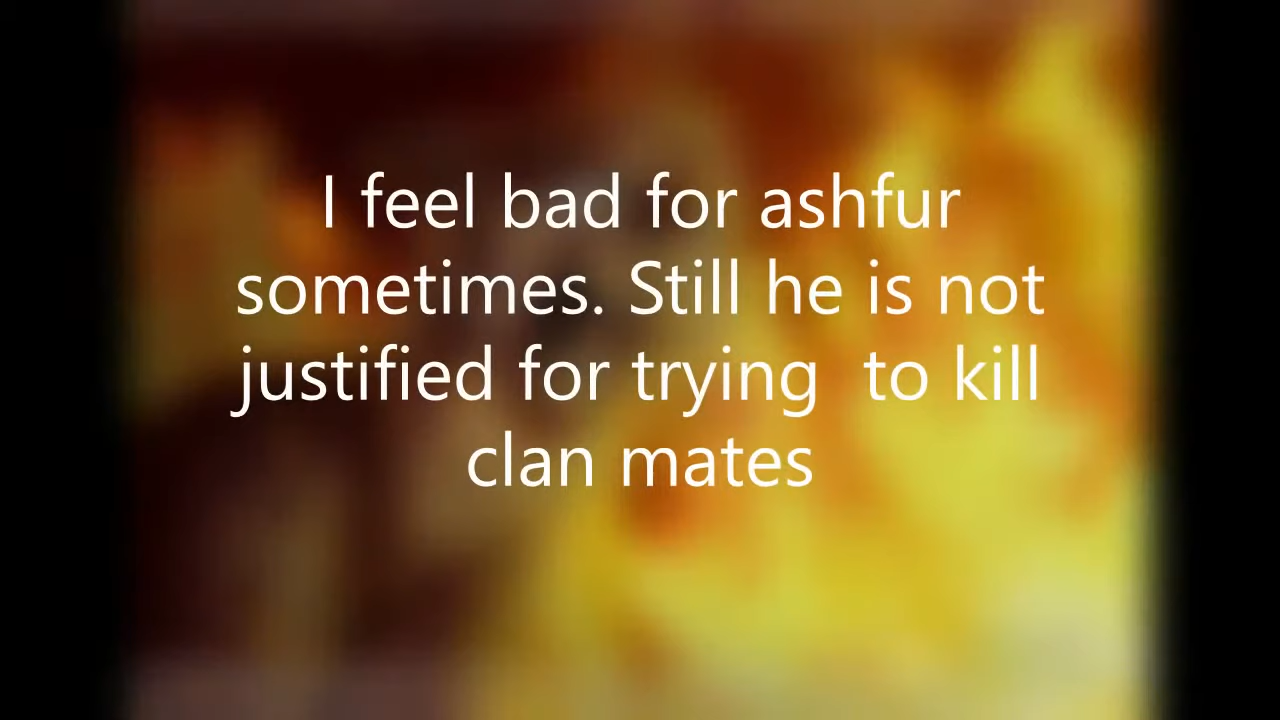 I feel bad for ashfur
sometimes. Still he is not
justified for trying  to kill
clan mates